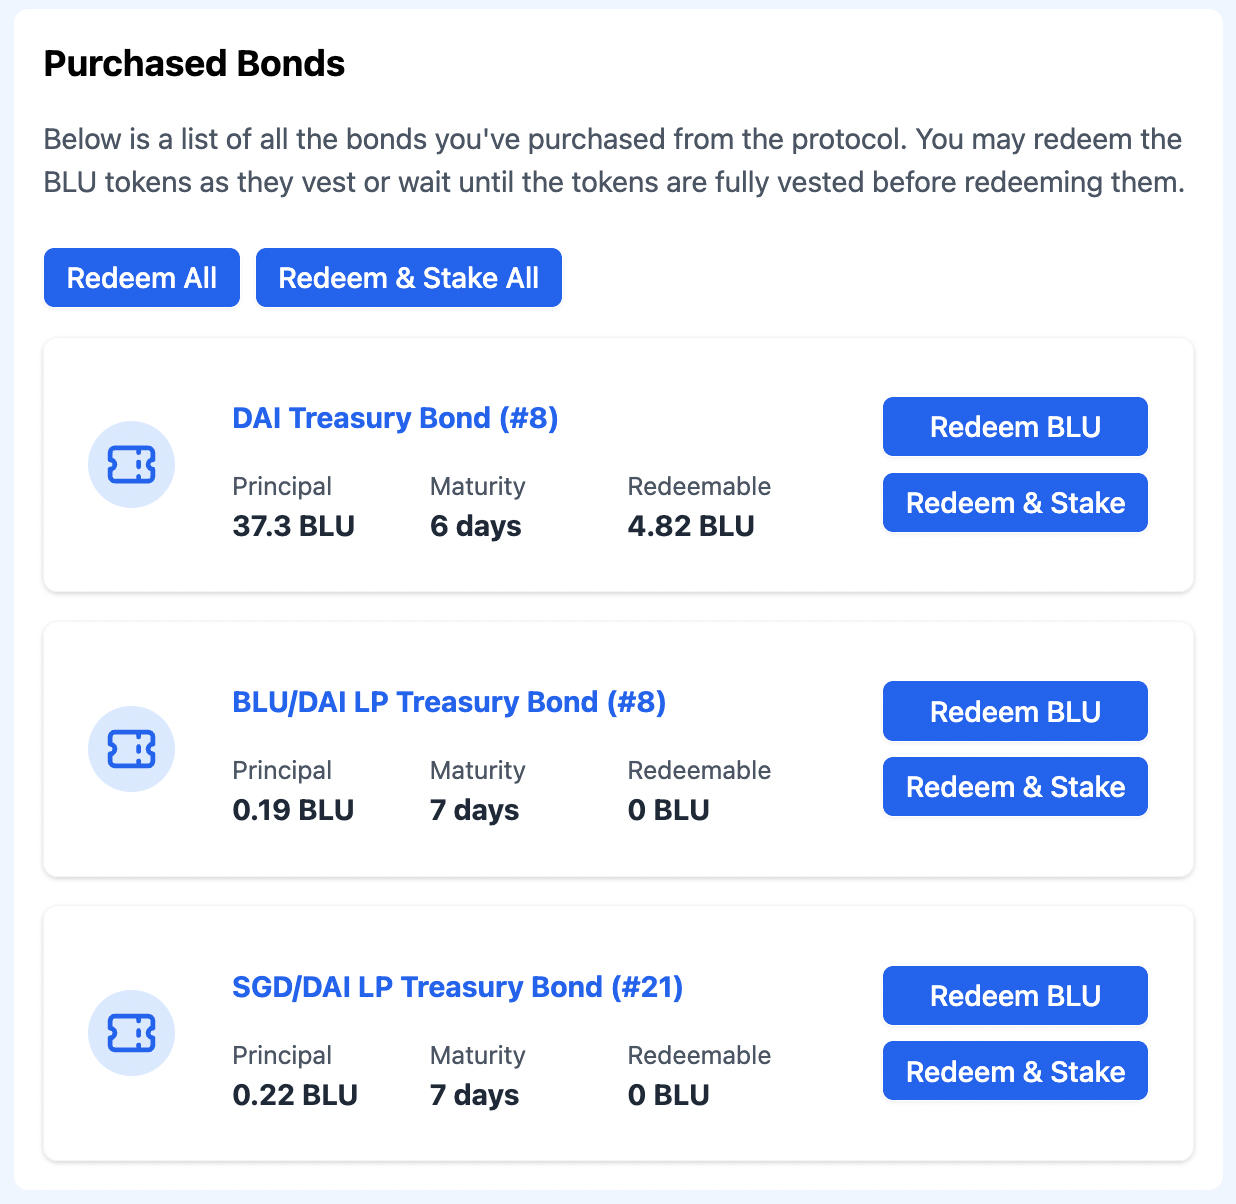 Purchased Bonds
Below is a list of all the bonds you've purchased from the protocol. You may redeem the
BLU tokens as they vest or wait until the tokens are fully vested before redeeming them.
Redeem All
Redeem & Stake All
DAI Treasury Bond (#8)
Principal
37.3 BLU
Maturity
6 days
Redeemable
4.82 BLU
Redeem BLU
Redeem & Stake
BLU/DAI LP Treasury Bond (#8)
Principal
0.19 BLU
Maturity
7 days
Redeemable
0 BLU
Redeem BLU
Redeem & Stake
SGD/DAI LP Treasury Bond (#21)
Principal
0.22 BLU
Maturity
7 days
Redeemable
0 BLU
Redeem BLU
Redeem & Stake